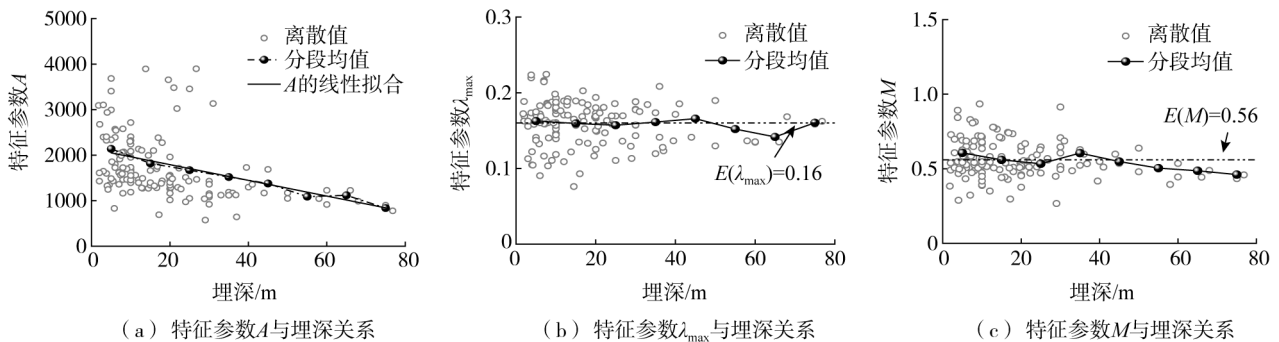 5000
4000
3000
2000
1000
0
特征参数A
离散值
分段均值
A的线性拟合
0 20 40 60 80
埋深/m
（a）特征参数A与埋深关系
0.3
0.2
0.1
0
特征参数λmax
离散值
分段均值
E(λmax)=0.16
0 20 40 60 80
埋深/m
（b）特征参数λmax与埋深关系
1.5
1.0
0.5
0
特征参数M
离散值
分段均值
E(M)=0.56
0 20 40 60 80
埋深/m
（c）特征参数M与埋深关系